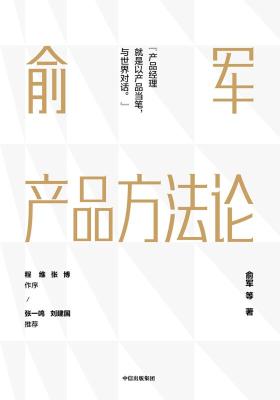 俞军
「产品经理
就是以产品当笔，
与世界对话。」
产品方法论
程 维 张 博
作序
/
张一鸣 刘建国
推荐
俞军 等 著
中信出版集团